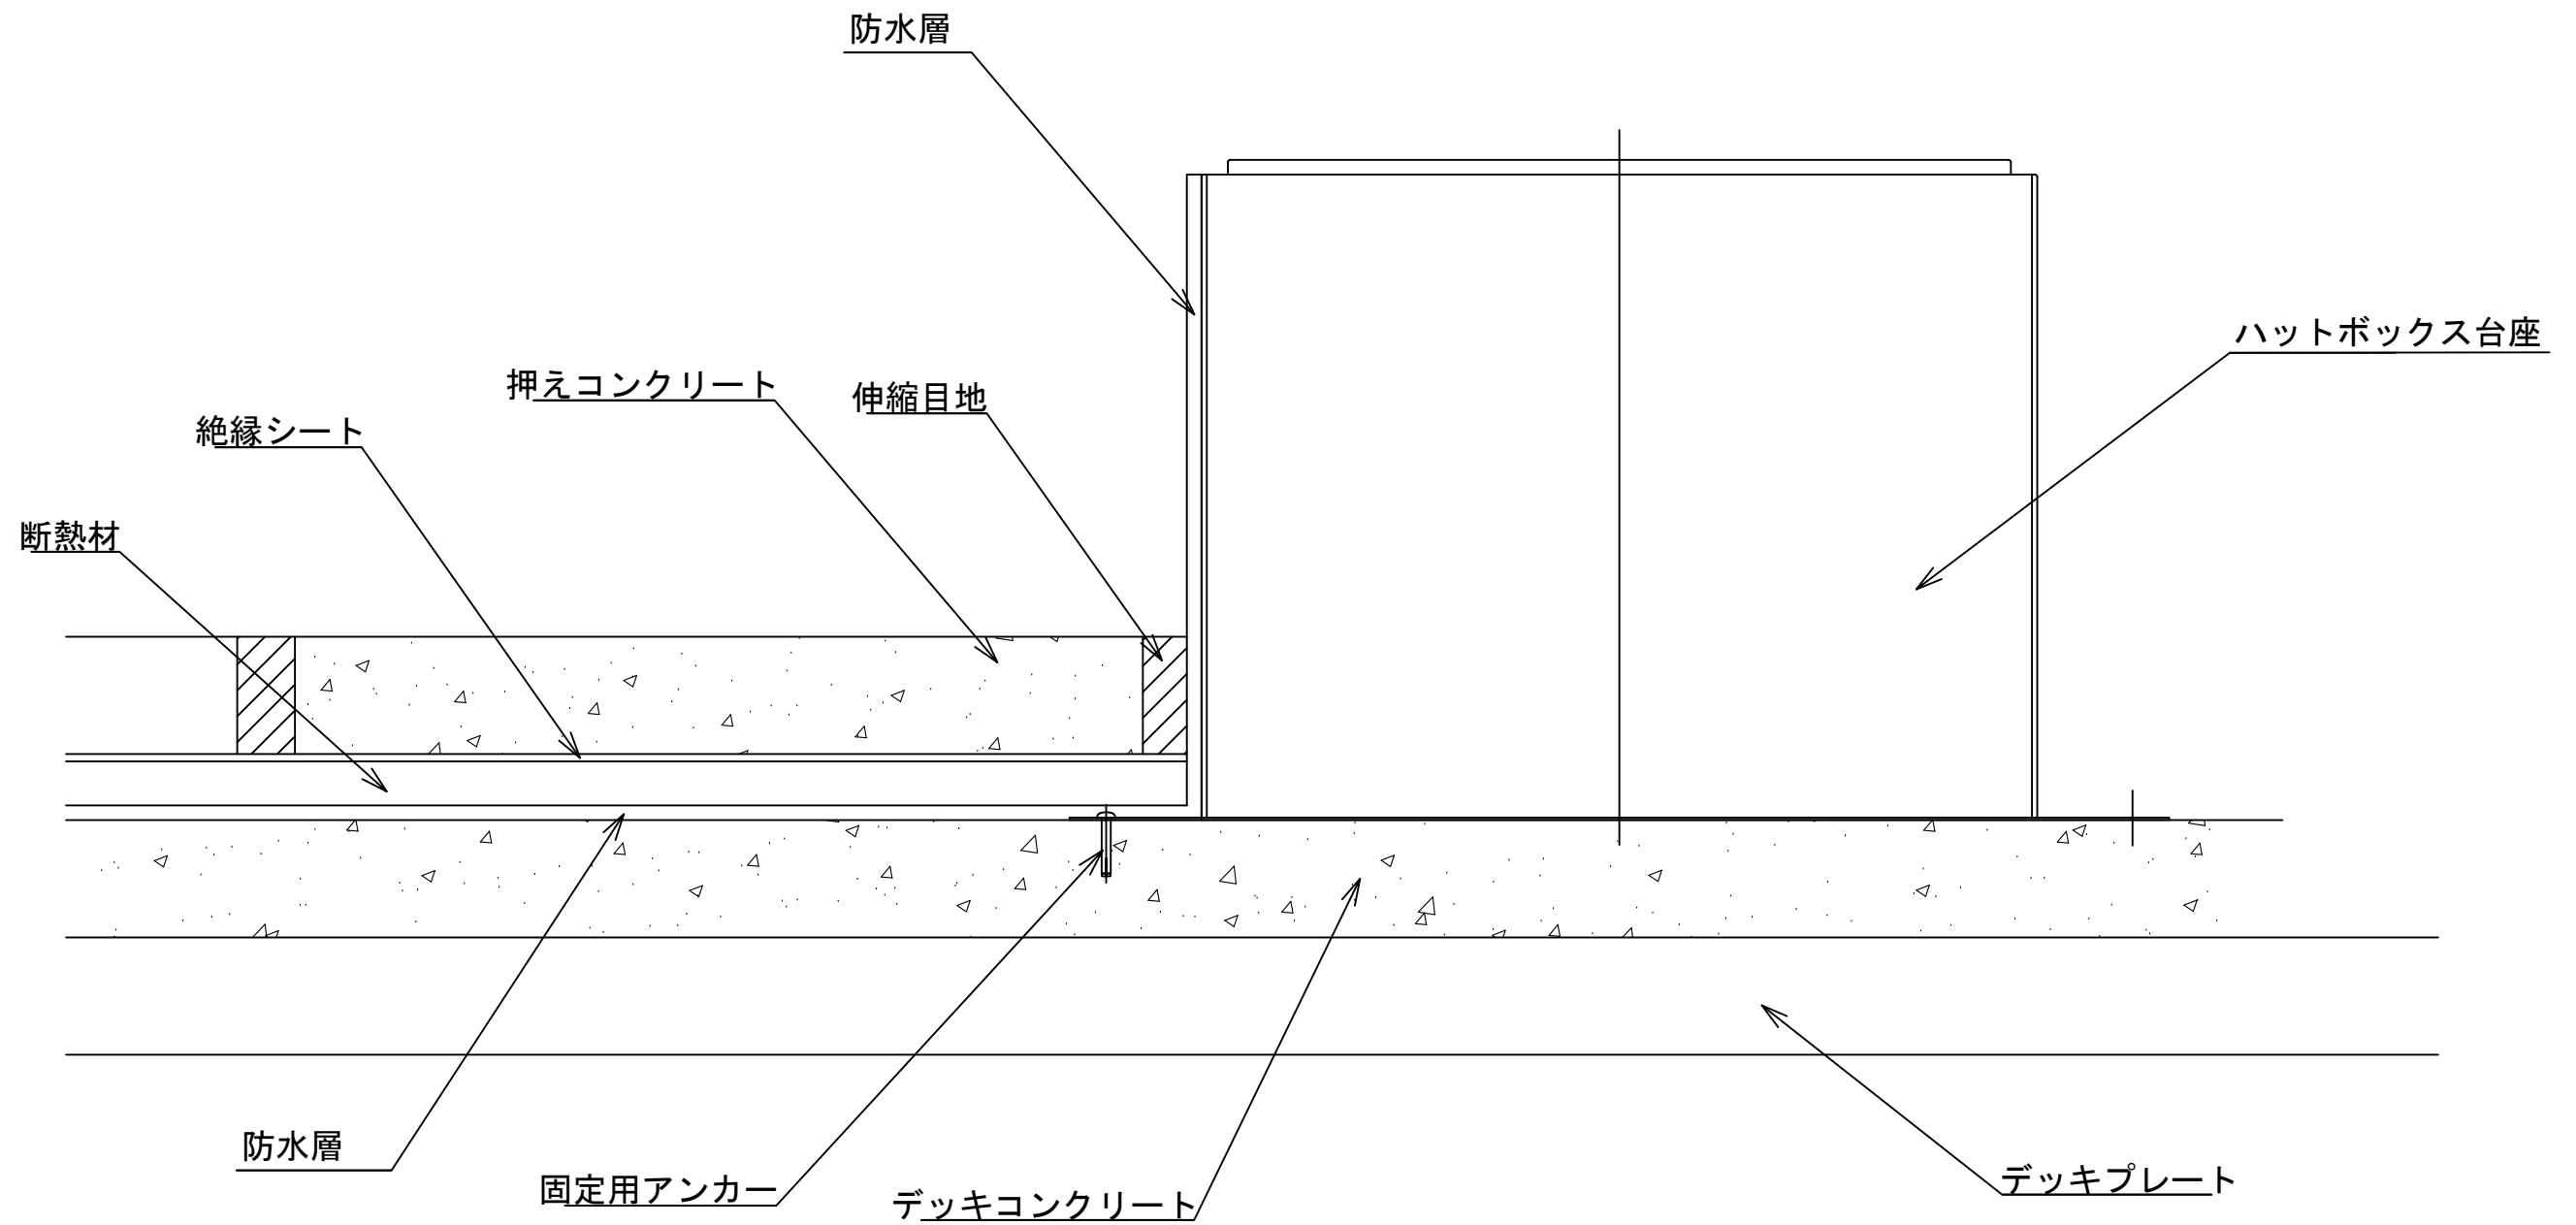 防水層
ハットボックス台座
押えコンクリート
伸縮目地
絶縁シート
断熱材
防水層
固定用アンカー
デッキコンクリート
デッキプレート